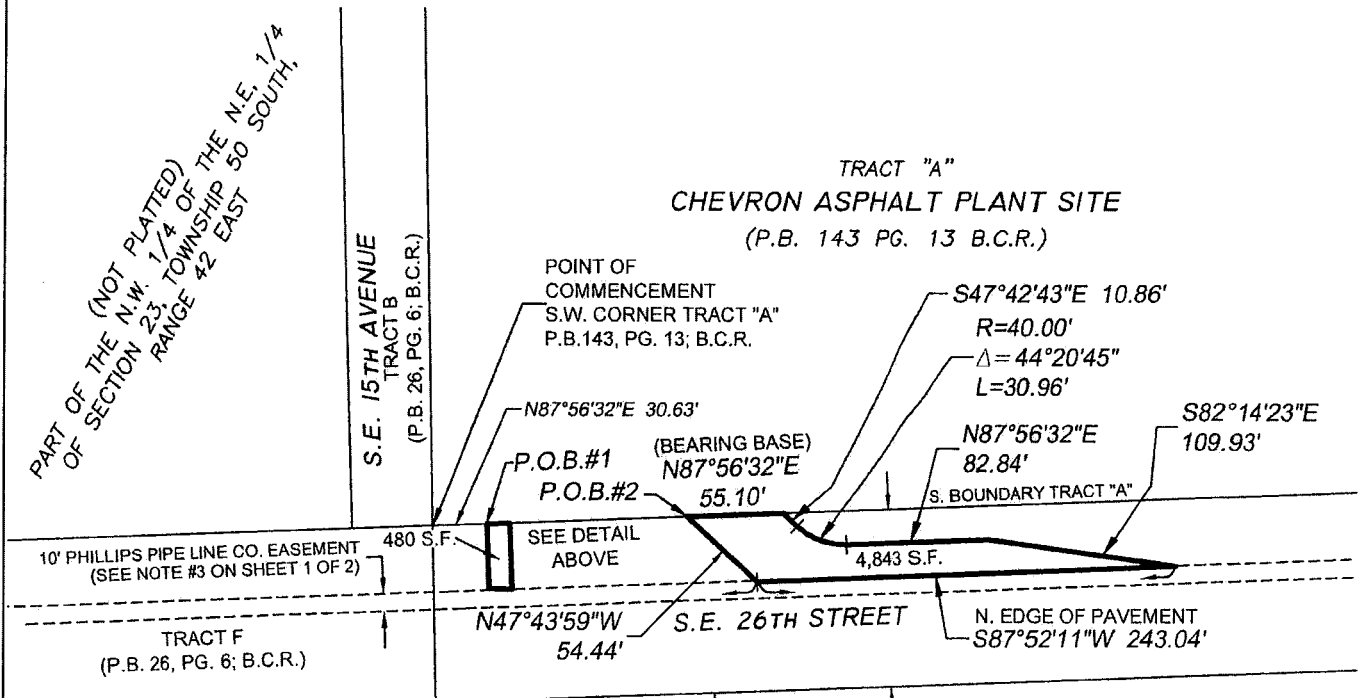 (NOT PLATTED)
PART OF THE N.W. 1/4 OF THE N.E. 1/4
OF SECTION 23, TOWNSHIP 50 SOUTH,
RANGE 42 EAST
S.E. 15TH AVENUE
TRACT B
(P.B. 26, PG. 6; B.C.R.)
TRACT "A"
CHEVRON ASPHALT PLANT SITE
(P.B. 143 PG. 13 B.C.R.)
POINT OF
COMMENCEMENT
S.W. CORNER TRACT "A"
P.B.143, PG. 13; B.C.R.
S47°42'43"E 10.86'
R=40.00'
Δ=44°20'45"
L=30.96'
N87°56'32"E 30.63'
P.O.B.#1
P.O.B.#2
(BEARING BASE)
N87°56'32"E
55.10'
N87°56'32"E
82.84'
S82°14'23"E
109.93'
S. BOUNDARY TRACT "A"
480 S.F.
SEE DETAIL
ABOVE
4,843 S.F.
10' PHILLIPS PIPE LINE CO. EASEMENT
(SEE NOTE #3 ON SHEET 1 OF 2)
N47°43'59"W
54.44'
S.E. 26TH STREET
N. EDGE OF PAVEMENT
S87°52'11"W 243.04'
TRACT F
(P.B. 26, PG. 6; B.C.R.)